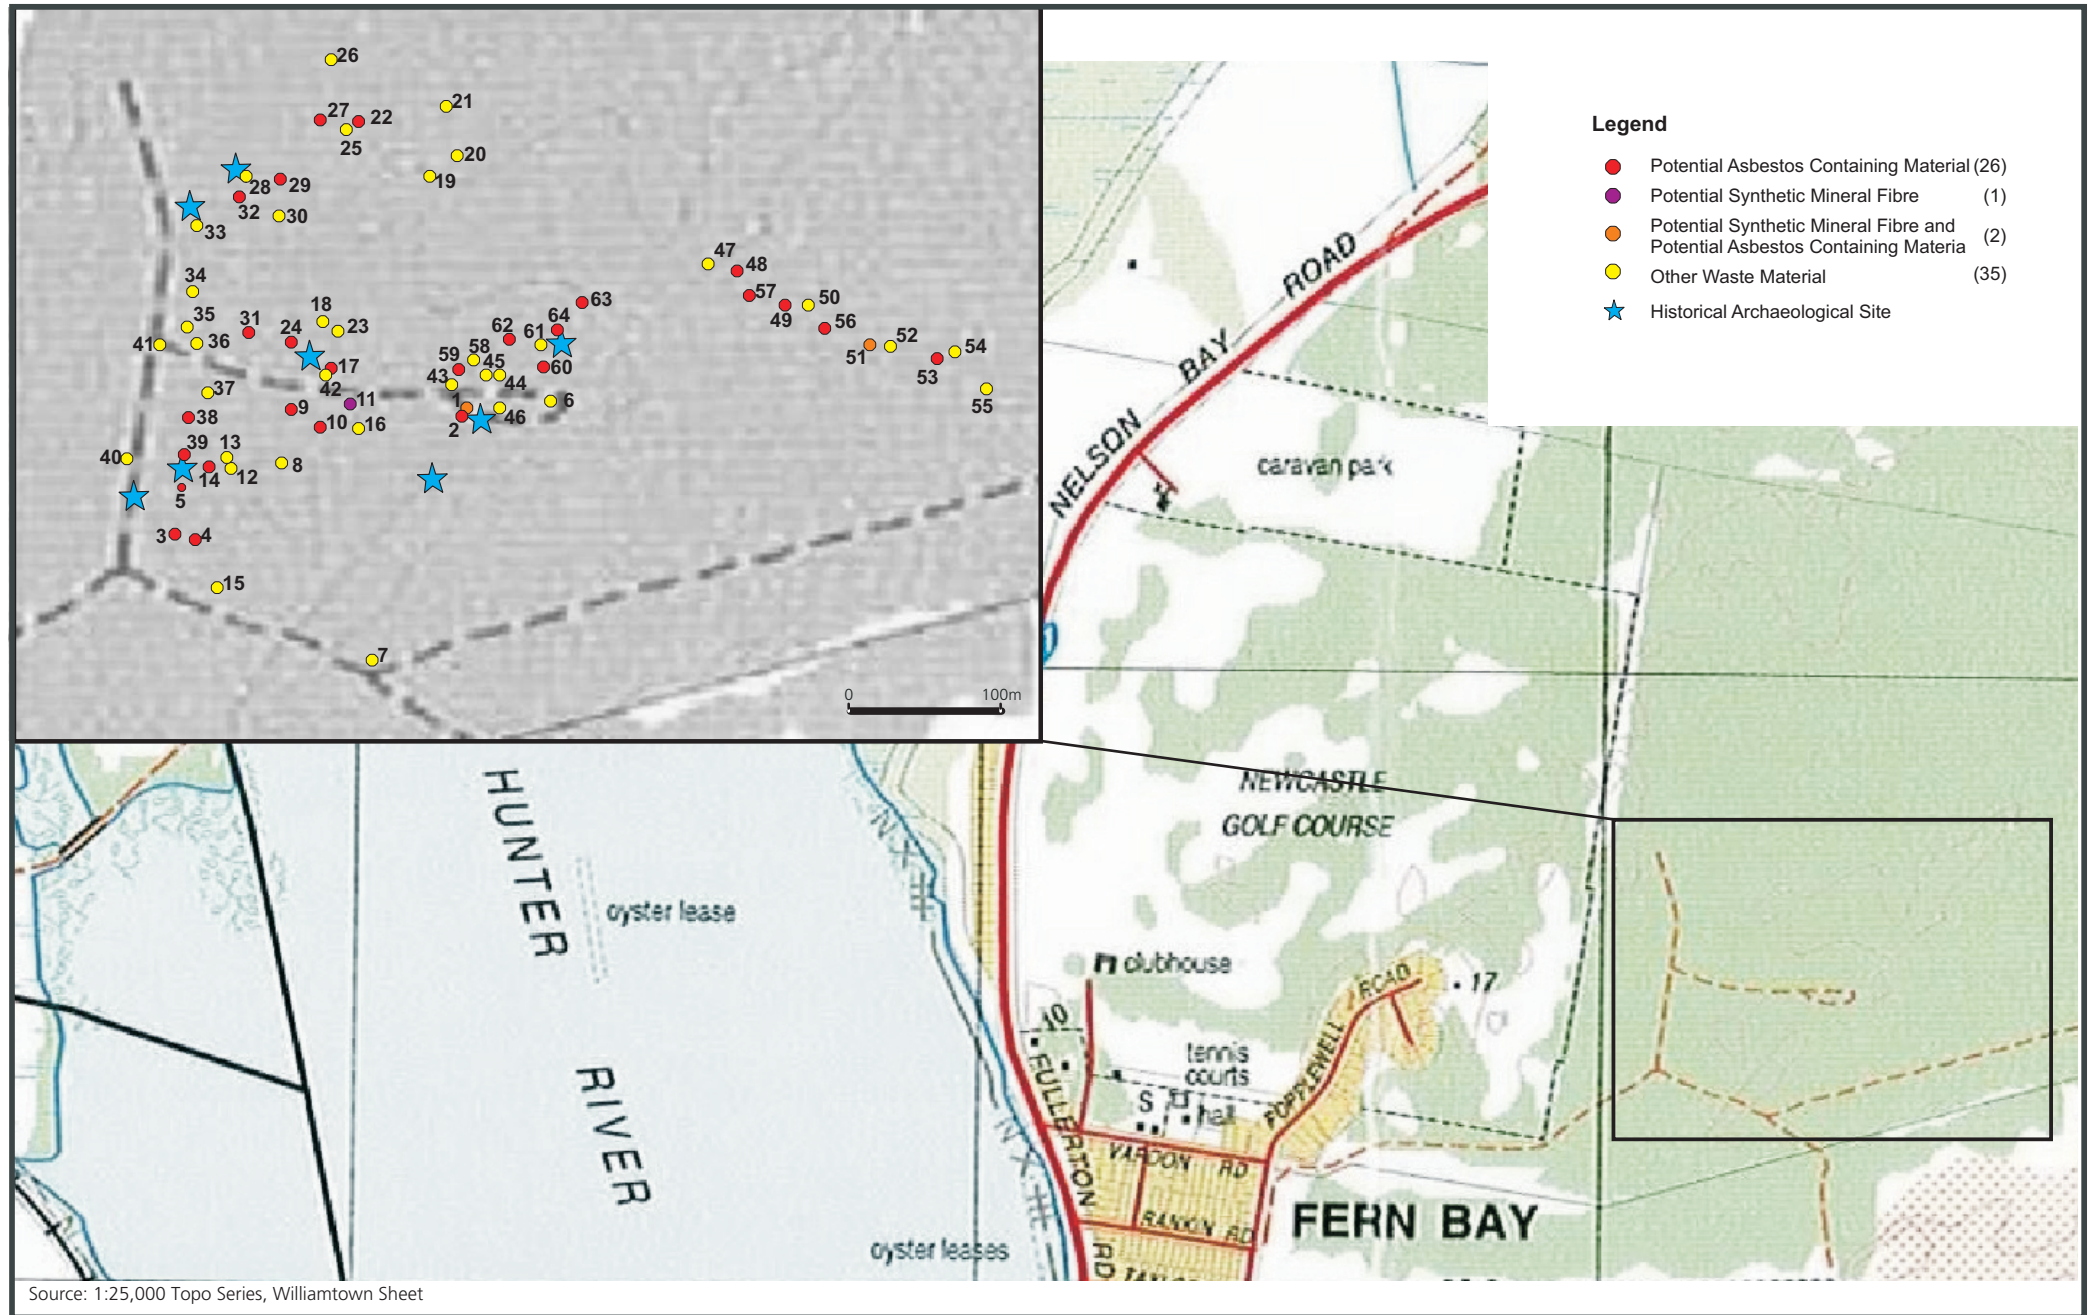 26
21
27
22
25
20
19
28
29
32
30
33
34
18
35
31
24
23
41
36
17
42
37
11
9
38
10
16
39
13
40
8
14
12
5
3
4
15
7
63
64
62
61
58
59
45
60
43
44
1
6
46
2
47
48
57
50
49
56
52
51
54
53
55
0 100m
Legend
Potential Asbestos Containing Material (26)
Potential Synthetic Mineral Fibre (1)
Potential Synthetic Mineral Fibre and (2)
Potential Asbestos Containing Materia
Other Waste Material (35)
Historical Archaeological Site
NELSON BAY ROAD
caravan park
NEWCASTLE
GOLF COURSE
HUNTER
RIVER
oyster lease
oyster leases
clubhouse
10
17
tennis
courts
S
hall
POPPLEWELL ROAD
FULLERTON
RD
VARDON RD
RANKIN RD
FERN BAY
Source: 1:25,000 Topo Series, Williamtown Sheet